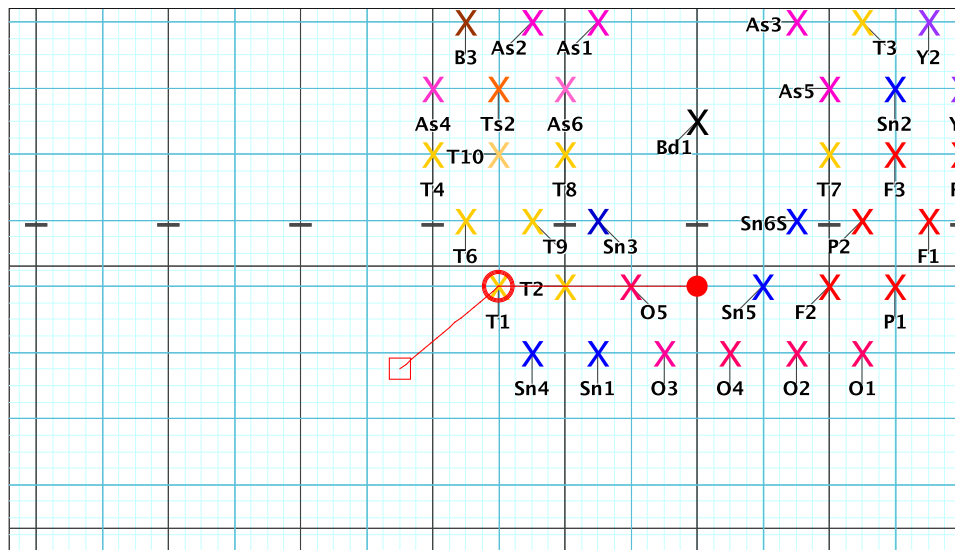 B3 As2 As1 As3 T3 Y2
As4 Ts2 As6 Bd1 As5 Sn2
T4 T10 T8 T7 F3
T6 T9 Sn3 Sn6S P2 F1
T1 T2 O5 Sn5 F2 P1
Sn4 Sn1 O3 O4 O2 O1